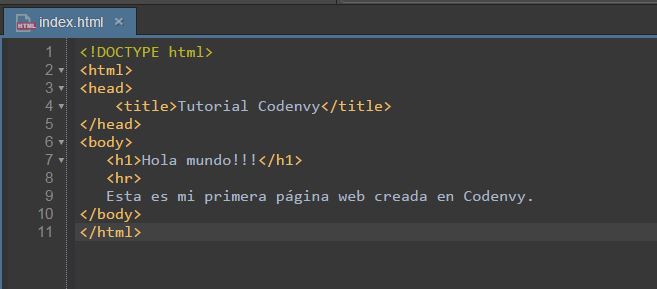 HTML index.html ×
1 <!DOCTYPE html>
2 <html>
3 <head>
4     <title>Tutorial Codenvy</title>
5 </head>
6 <body>
7    <h1>Hola mundo!!!</h1>
8    <hr>
9    Esta es mi primera página web creada en Codenvy.
10 </body>
11 </html>